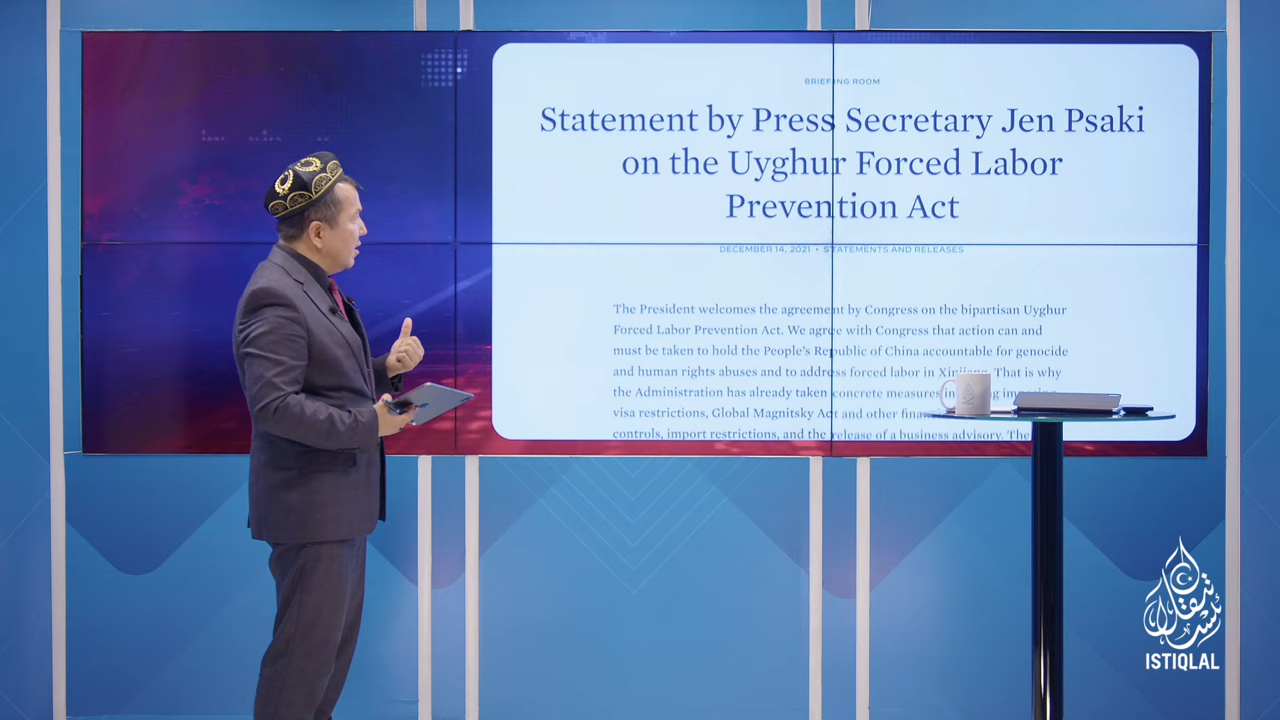 BRIEFING ROOM
Statement by Press Secretary Jen Psaki
on the Uyghur Forced Labor
Prevention Act
DECEMBER 14, 2021 • STATEMENTS AND RELEASES
The President welcomes the agreement by Congress on the bipartisan Uyghur
Forced Labor Prevention Act. We agree with Congress that action can and
must be taken to hold the People's Republic of China accountable for genocide
and human rights abuses and to address forced labor in Xinjiang. That is why
the Administration has already taken concrete measures
visa restrictions, Global Magnitsky Act and other
controls, import restrictions, and the release of a business advisory. The
ئىستىقلال
ISTIQLAL